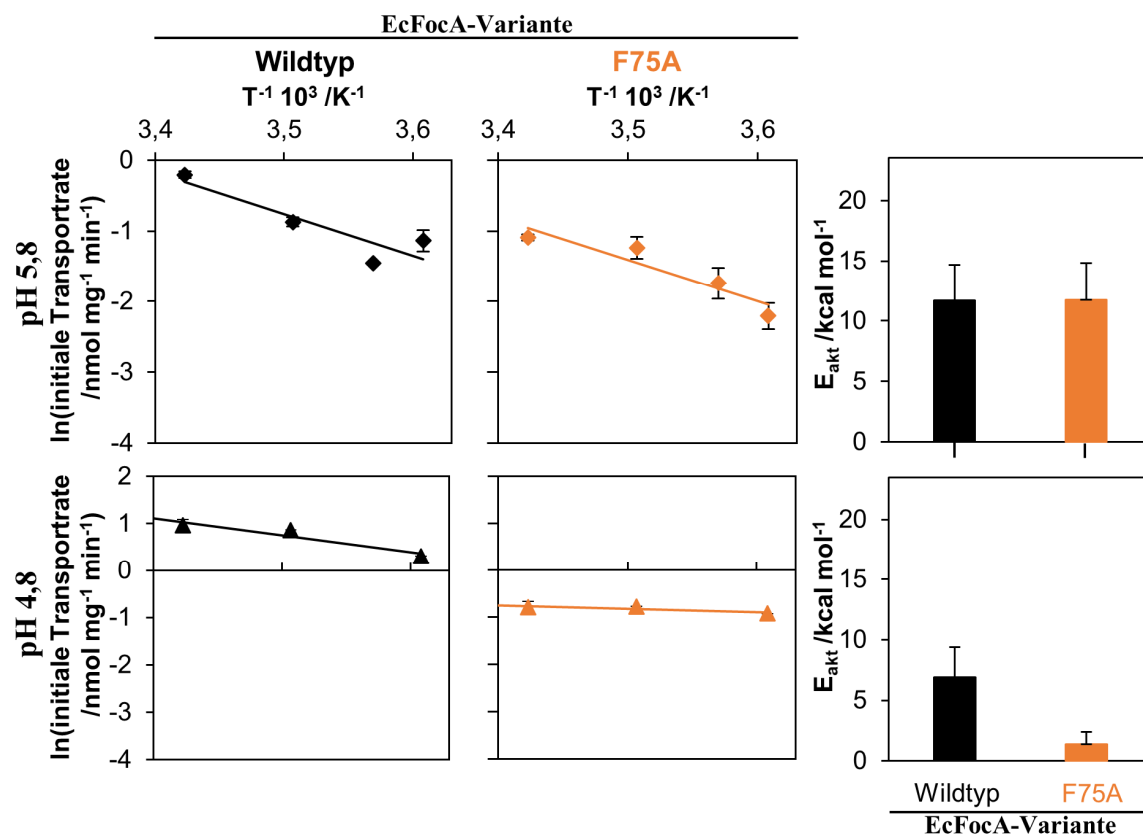 EcFocA-Variante
Wildtyp
F75A
T⁻¹ 10³ /K⁻¹
T⁻¹ 10³ /K⁻¹
3,4 3,5 3,6
3,4 3,5 3,6
pH 5,8
ln(initiale Transportrate
/nmol mg⁻¹ min⁻¹)
0
-1
-2
-3
-4
E_akt /kcal mol⁻¹
20
15
10
5
0
pH 4,8
ln(initiale Transportrate
/nmol mg⁻¹ min⁻¹)
2
1
0
-1
-2
-3
-4
E_akt /kcal mol⁻¹
20
15
10
5
0
Wildtyp F75A
EcFocA-Variante